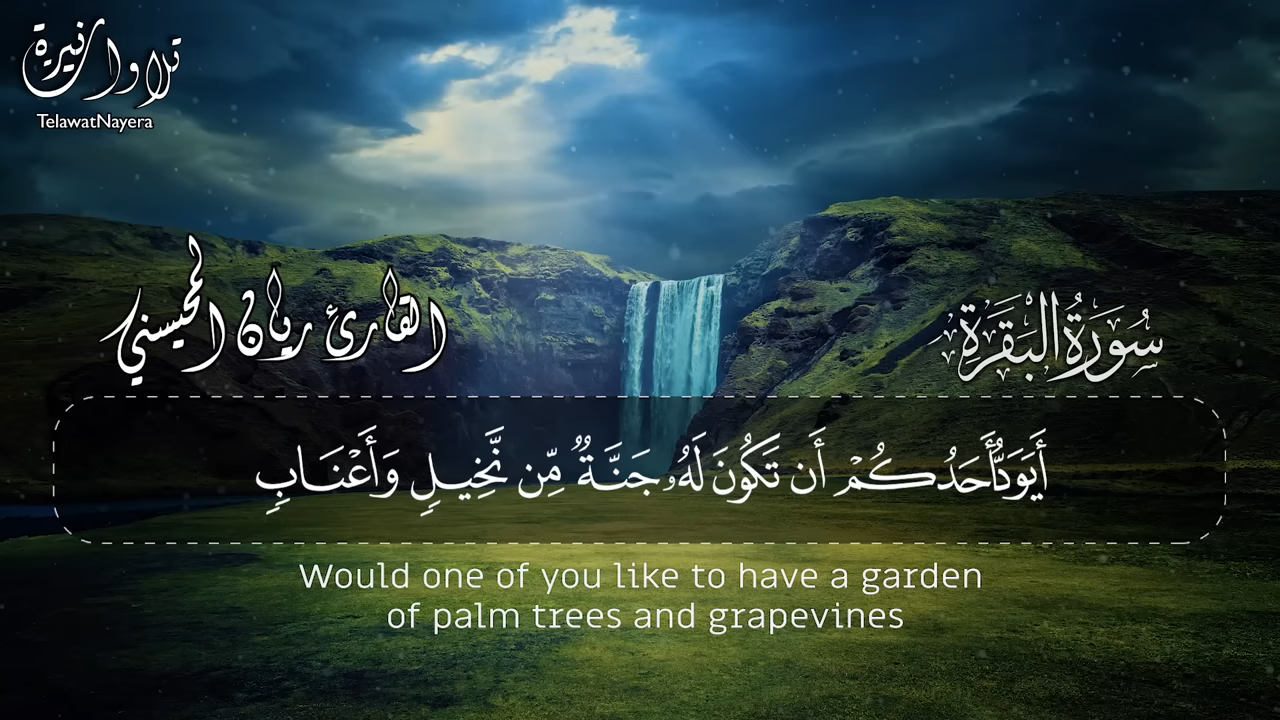 تلاوات نيرة
TelawatNayera
سُورَةُ البَقَرَةِ
القارئ ريان المحيسني
أَيَوَدُّ أَحَدُكُمْ أَن تَكُونَ لَهُۥ جَنَّةٌ مِّن نَّخِيلٍ وَأَعْنَابٍ
Would one of you like to have a garden
of palm trees and grapevines